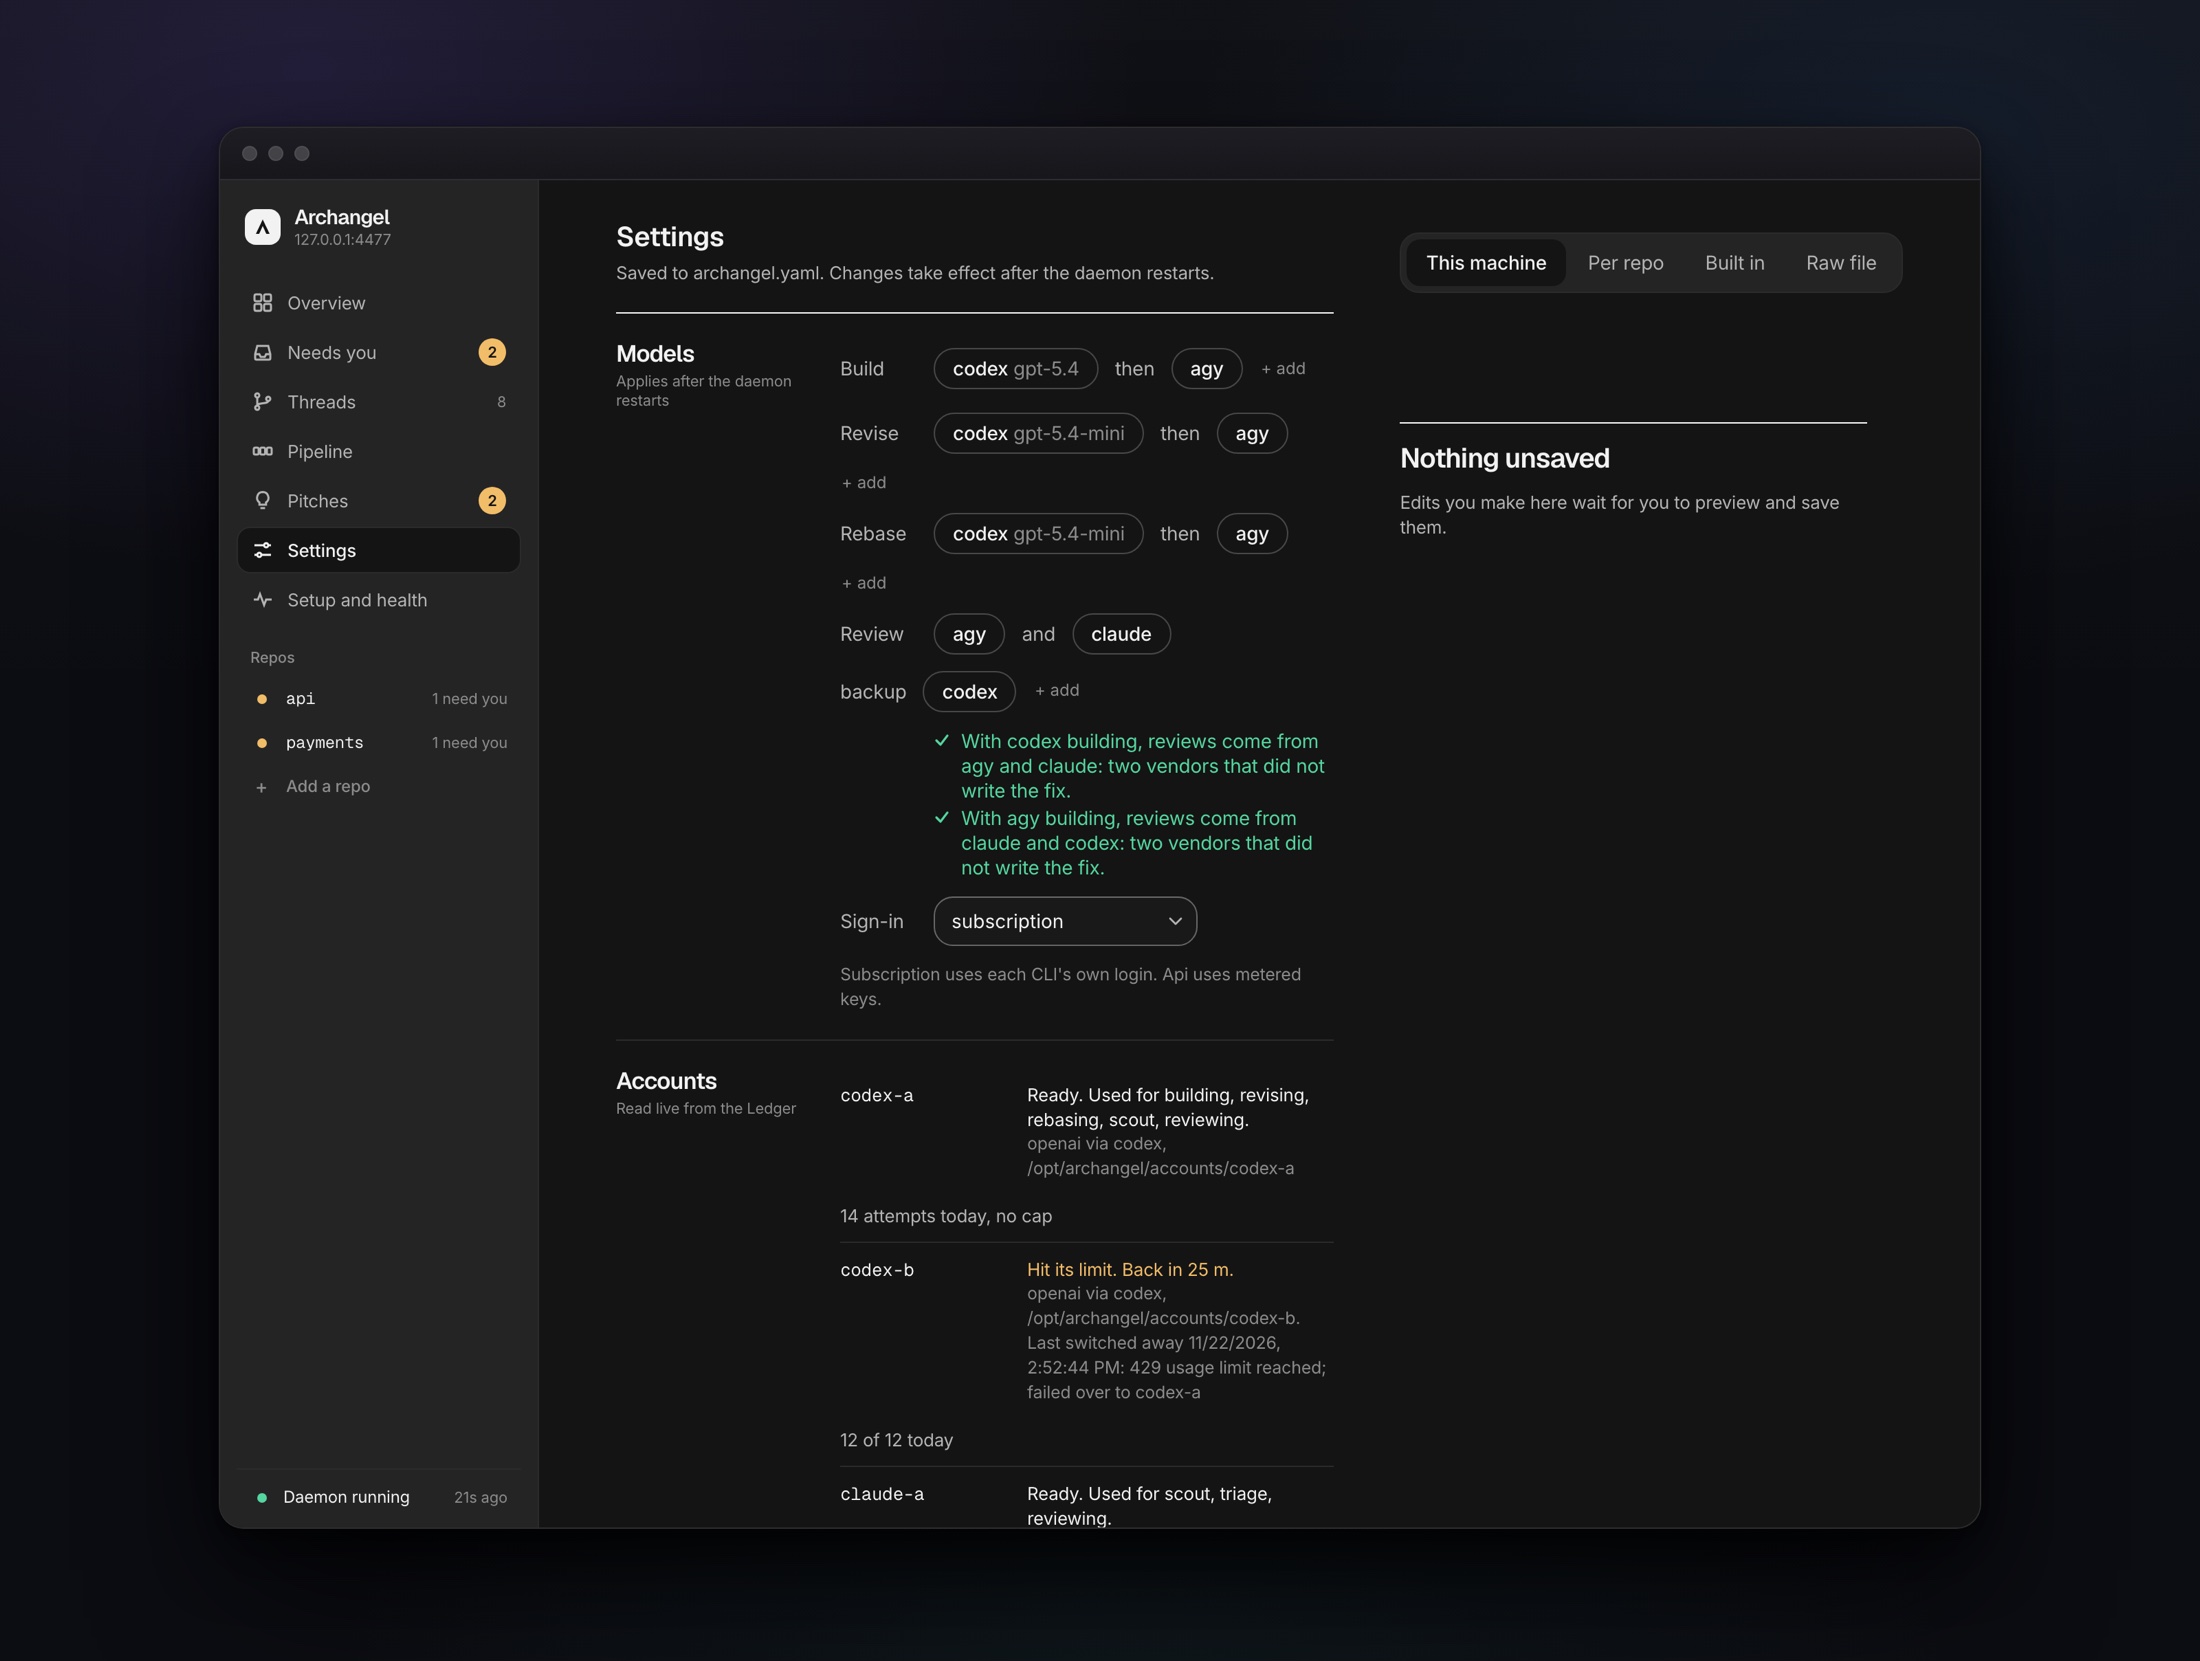 Archangel
127.0.0.1:4477
Overview
Needs you 2
Threads 8
Pipeline
Pitches 2
Settings
Setup and health
Repos
api 1 need you
payments 1 need you
+ Add a repo
Daemon running 21s ago
Settings
Saved to archangel.yaml. Changes take effect after the daemon restarts.
This machine Per repo Built in Raw file
Models
Applies after the daemon
restarts
Build codex gpt-5.4 then agy + add
Revise codex gpt-5.4-mini then agy
+ add
Rebase codex gpt-5.4-mini then agy
+ add
Review agy and claude
backup codex + add
With codex building, reviews come from
agy and claude: two vendors that did not
write the fix.
With agy building, reviews come from
claude and codex: two vendors that did
not write the fix.
Sign-in subscription
Subscription uses each CLI's own login. Api uses metered
keys.
Accounts
Read live from the Ledger
codex-a Ready. Used for building, revising,
rebasing, scout, reviewing.
openai via codex,
/opt/archangel/accounts/codex-a
14 attempts today, no cap
codex-b Hit its limit. Back in 25 m.
openai via codex,
/opt/archangel/accounts/codex-b.
Last switched away 11/22/2026,
2:52:44 PM: 429 usage limit reached;
failed over to codex-a
12 of 12 today
claude-a Ready. Used for scout, triage,
reviewing.
Nothing unsaved
Edits you make here wait for you to preview and save
them.